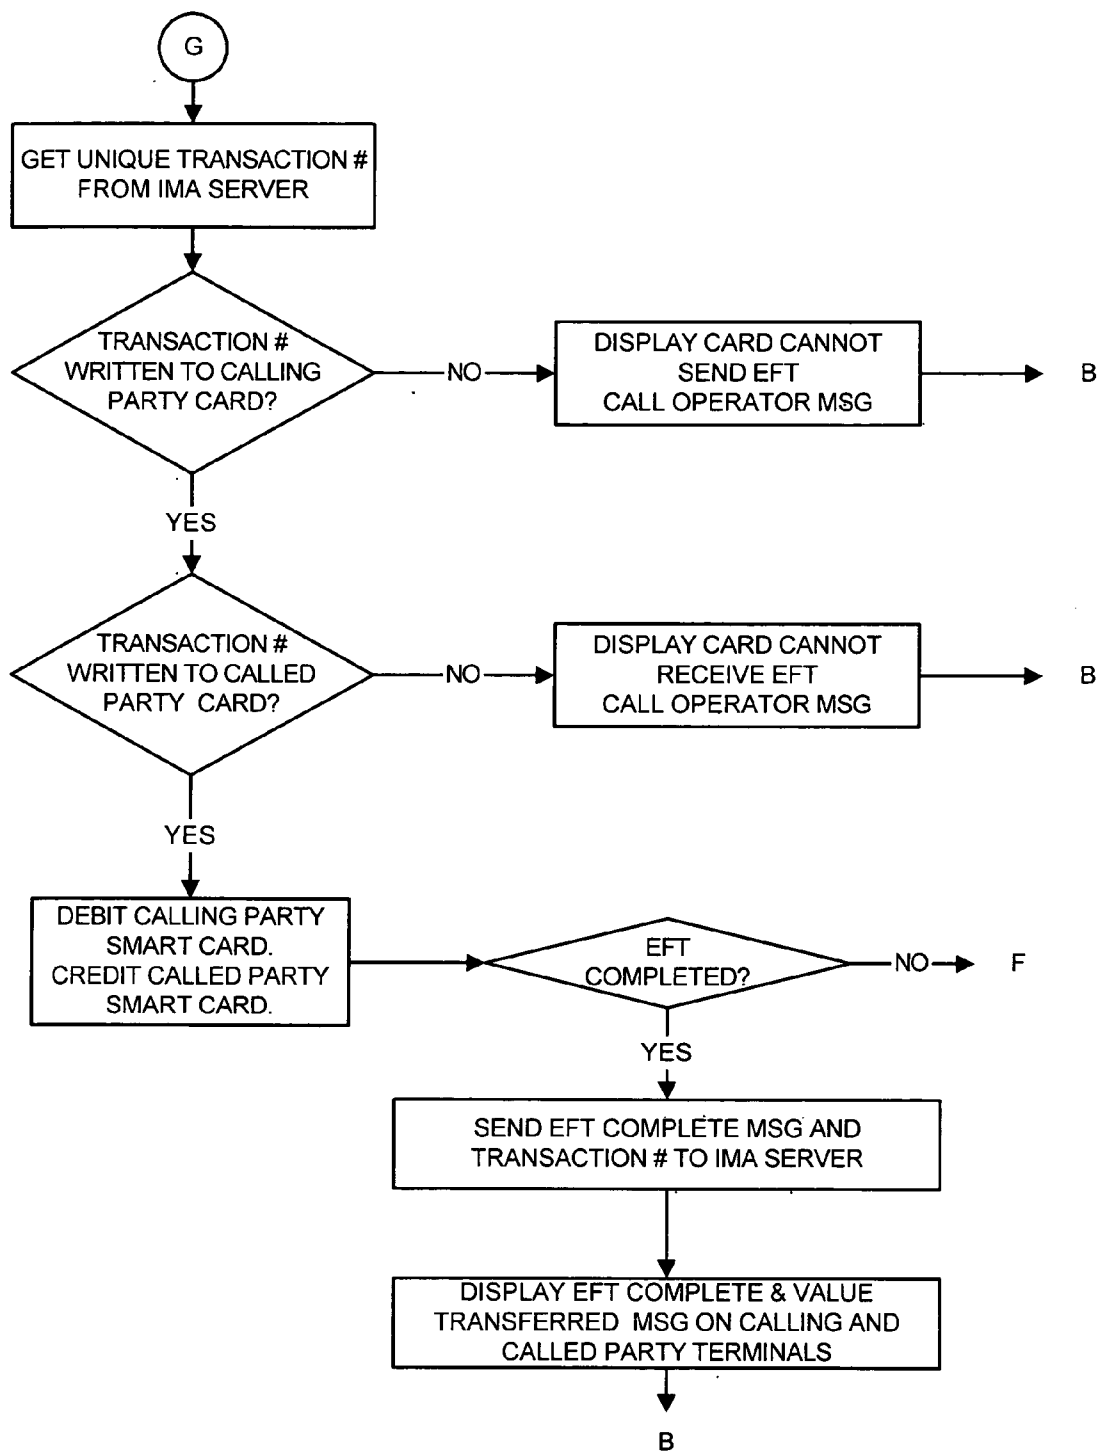 G
GET UNIQUE TRANSACTION #
FROM IMA SERVER
TRANSACTION #
WRITTEN TO CALLING
PARTY CARD?
NO
DISPLAY CARD CANNOT
SEND EFT
CALL OPERATOR MSG
B
YES
TRANSACTION #
WRITTEN TO CALLED
PARTY CARD?
NO
DISPLAY CARD CANNOT
RECEIVE EFT
CALL OPERATOR MSG
B
YES
DEBIT CALLING PARTY
SMART CARD.
CREDIT CALLED PARTY
SMART CARD.
EFT
COMPLETED?
NO
F
YES
SEND EFT COMPLETE MSG AND
TRANSACTION # TO IMA SERVER
DISPLAY EFT COMPLETE & VALUE
TRANSFERRED MSG ON CALLING AND
CALLED PARTY TERMINALS
B